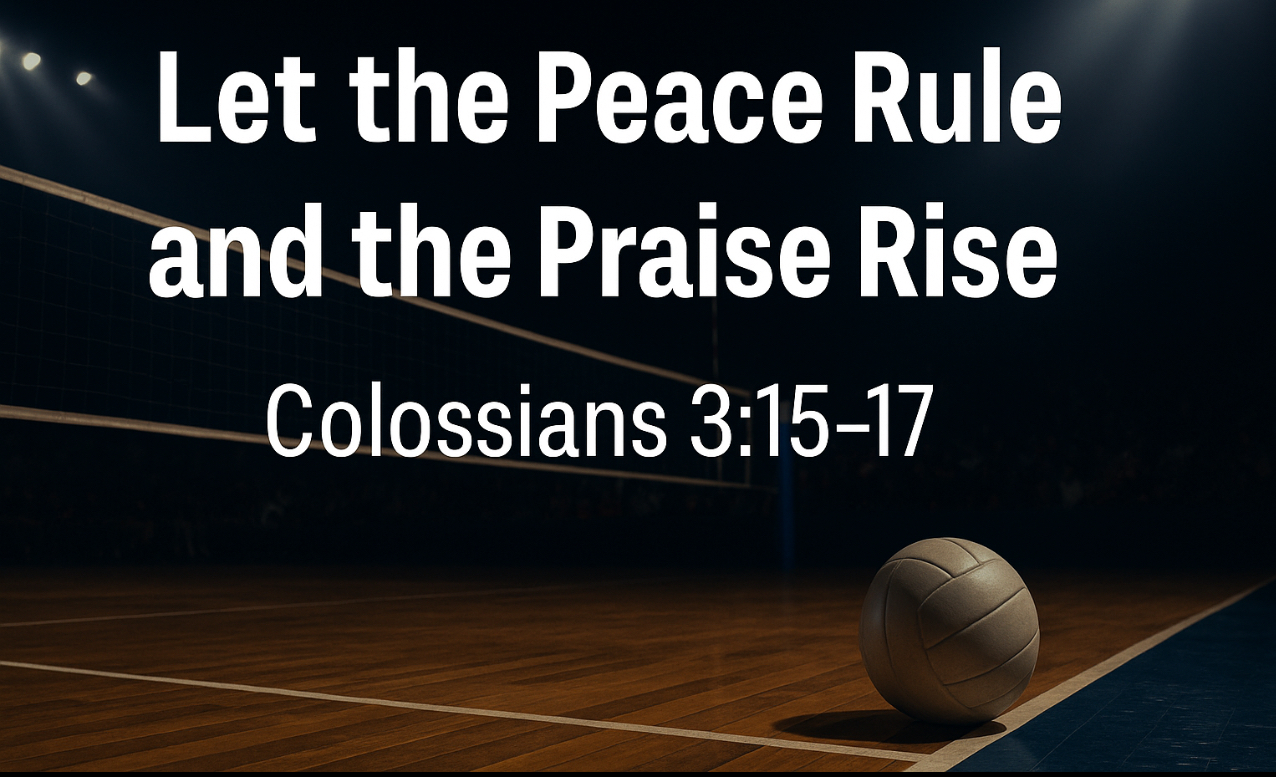 Let the Peace Rule
and the Praise Rise
Colossians 3:15–17